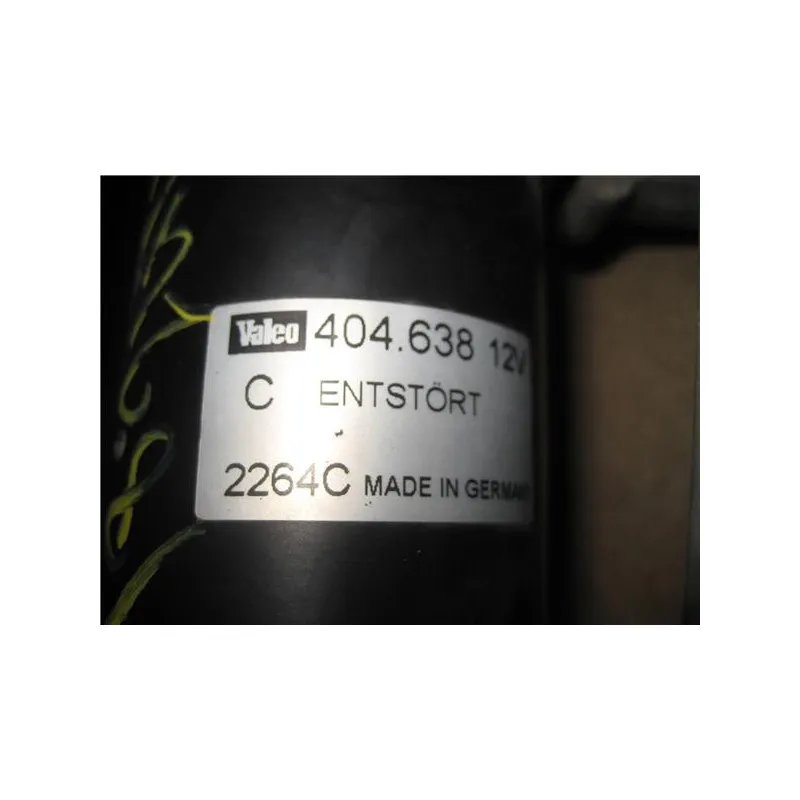 Valeo 404.638 12V
C ENTSTÖRT
2264C MADE IN GERMANY